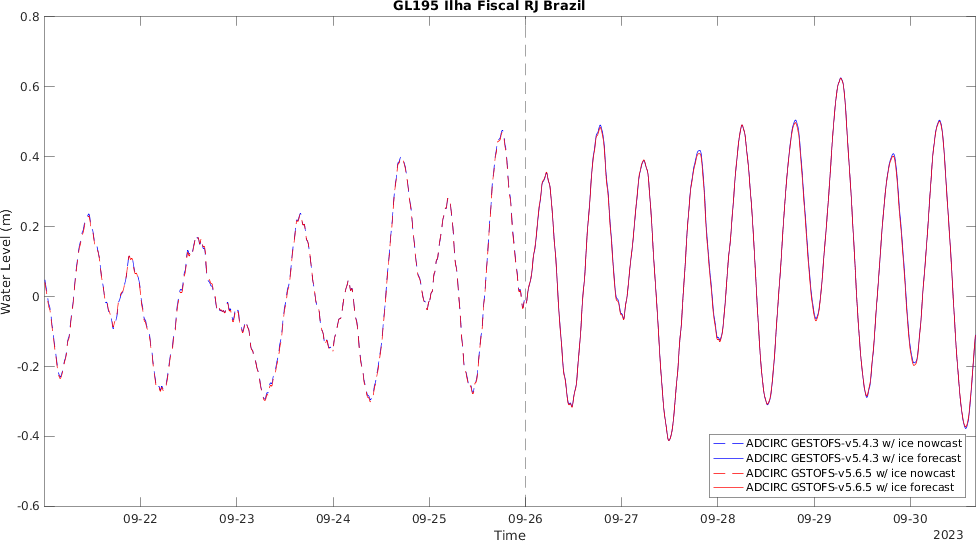 GL195 Ilha Fiscal RJ Brazil
0.8
0.6
0.4
0.2
0
-0.2
-0.4
-0.6
Water Level (m)
ADCIRC GESTOFS-v5.4.3 w/ ice nowcast
ADCIRC GESTOFS-v5.4.3 w/ ice forecast
ADCIRC GSTOFS-v5.6.5 w/ ice nowcast
ADCIRC GSTOFS-v5.6.5 w/ ice forecast
09-22 09-23 09-24 09-25 09-26 09-27 09-28 09-29 09-30
Time
2023